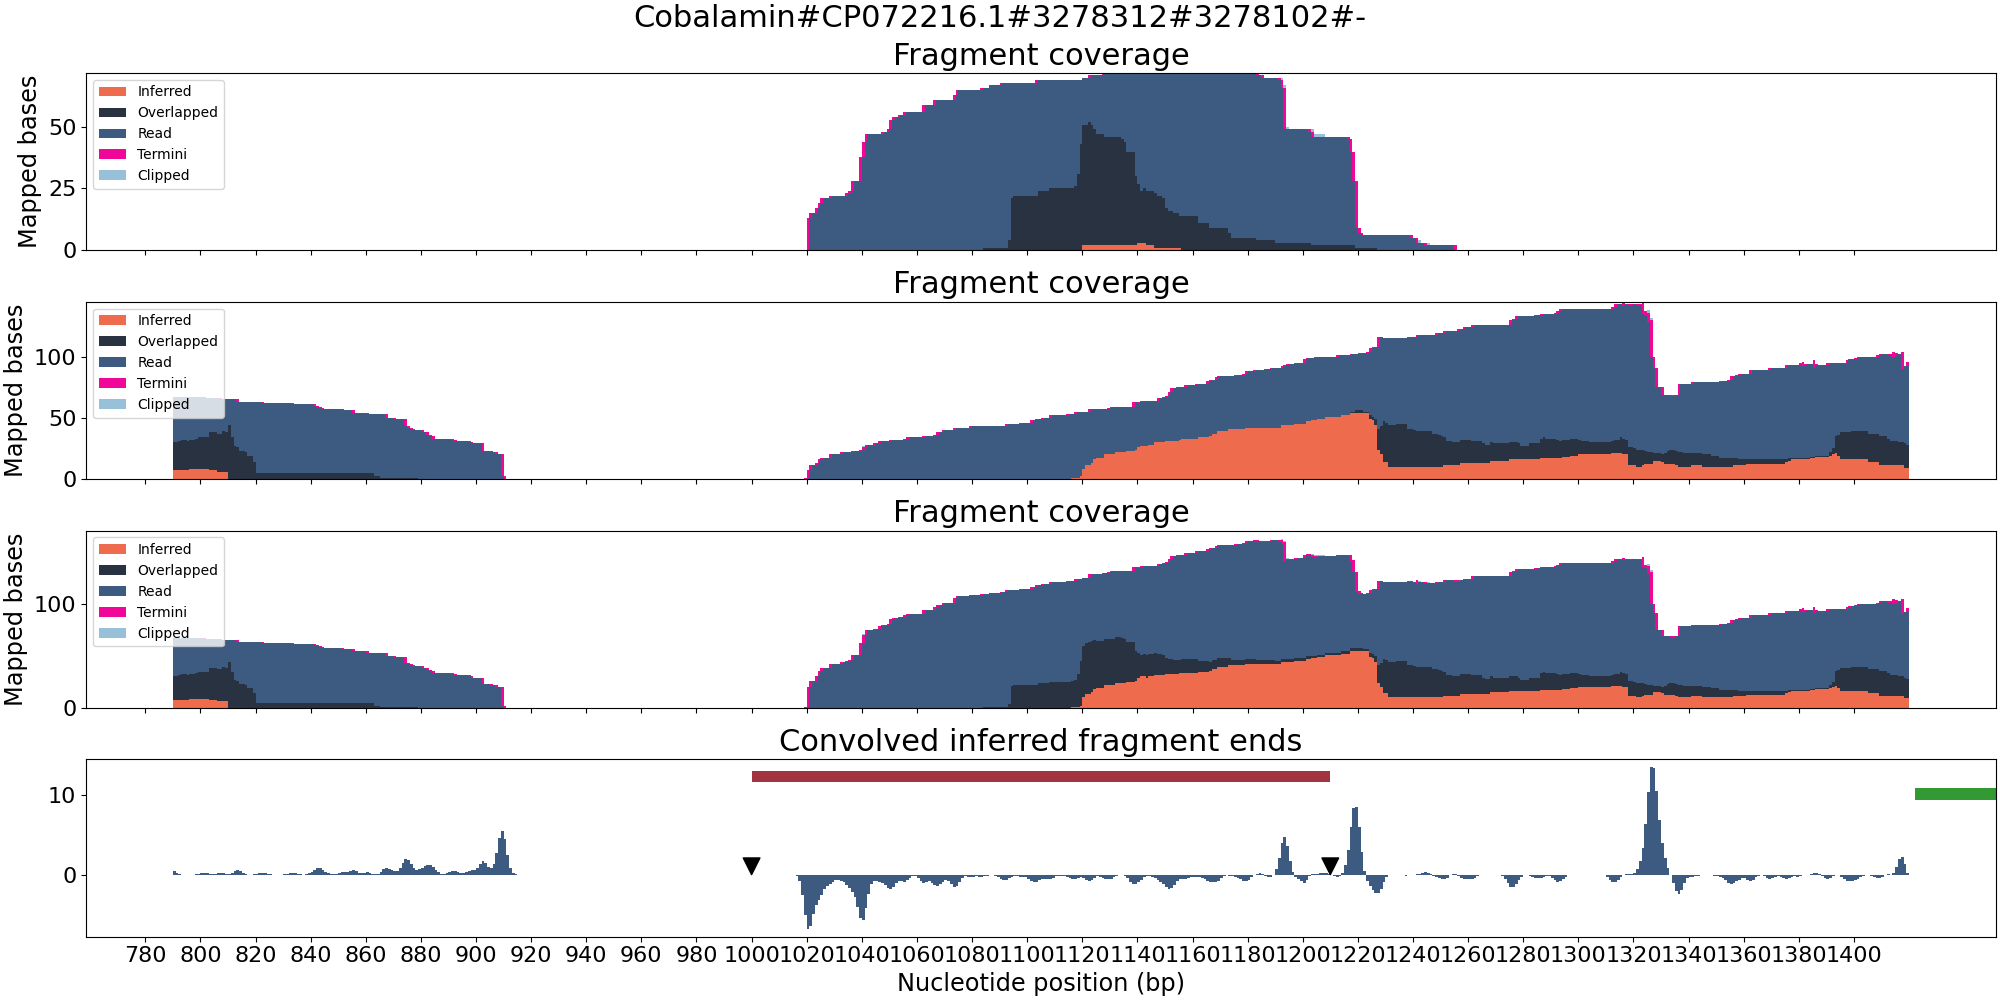 Cobalamin#CP072216.1#3278312#3278102#-
Fragment coverage
Mapped bases
50
25
0
Inferred
Overlapped
Read
Termini
Clipped
Fragment coverage
Mapped bases
100
50
0
Inferred
Overlapped
Read
Termini
Clipped
Fragment coverage
Mapped bases
100
0
Inferred
Overlapped
Read
Termini
Clipped
Convolved inferred fragment ends
10
0
780 800 820 840 860 880 900 920 940 960 980 1000 1020 1040 1060 1080 1100 1120 1140 1160 1180 1200 1220 1240 1260 1280 1300 1320 1340 1360 1380 1400
Nucleotide position (bp)